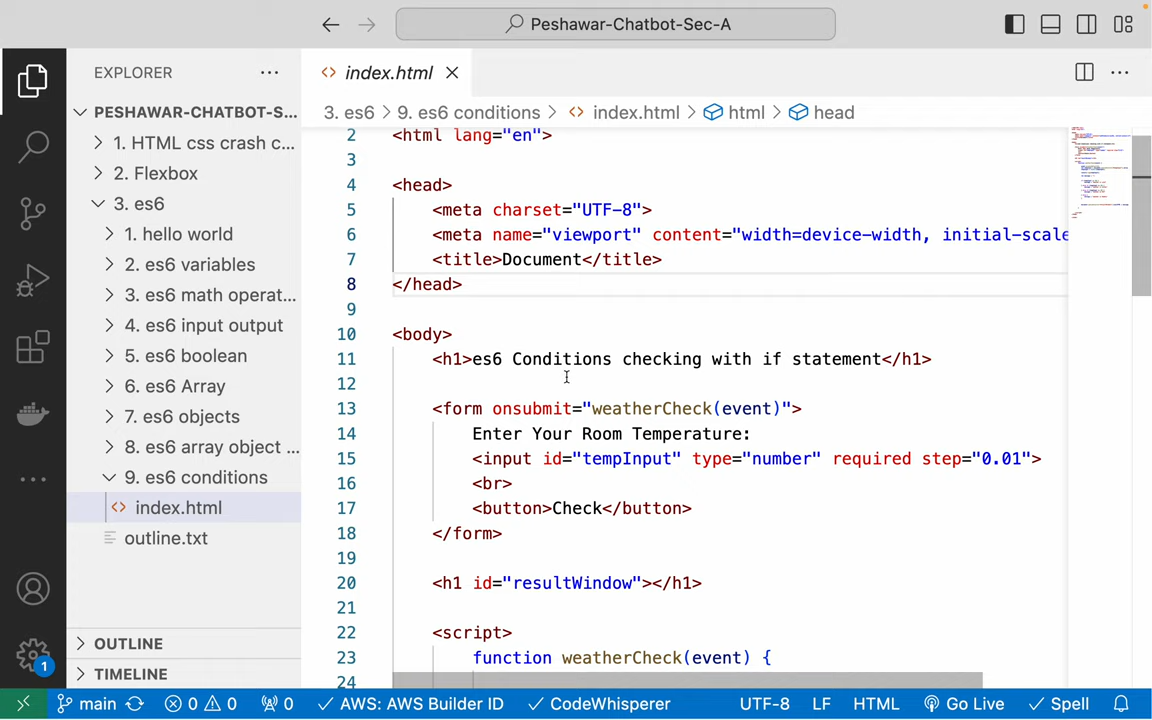 Peshawar-Chatbot-Sec-A
EXPLORER
PESHAWAR-CHATBOT-S...
1. HTML css crash c...
2. Flexbox
3. es6
1. hello world
2. es6 variables
3. es6 math operat...
4. es6 input output
5. es6 boolean
6. es6 Array
7. es6 objects
8. es6 array object ...
9. es6 conditions
index.html
outline.txt
OUTLINE
TIMELINE
index.html
3. es6 > 9. es6 conditions > index.html > html > head
2 <html lang="en">
3
4 <head>
5 <meta charset="UTF-8">
6 <meta name="viewport" content="width=device-width, initial-scale
7 <title>Document</title>
8 </head>
9
10 <body>
11 <h1>es6 Conditions checking with if statement</h1>
12
13 <form onsubmit="weatherCheck(event)">
14 Enter Your Room Temperature:
15 <input id="tempInput" type="number" required step="0.01">
16 <br>
17 <button>Check</button>
18 </form>
19
20 <h1 id="resultWindow"></h1>
21
22 <script>
23 function weatherCheck(event) {
24
1
main 0 0 0 AWS: AWS Builder ID CodeWhisperer UTF-8 LF HTML Go Live Spell